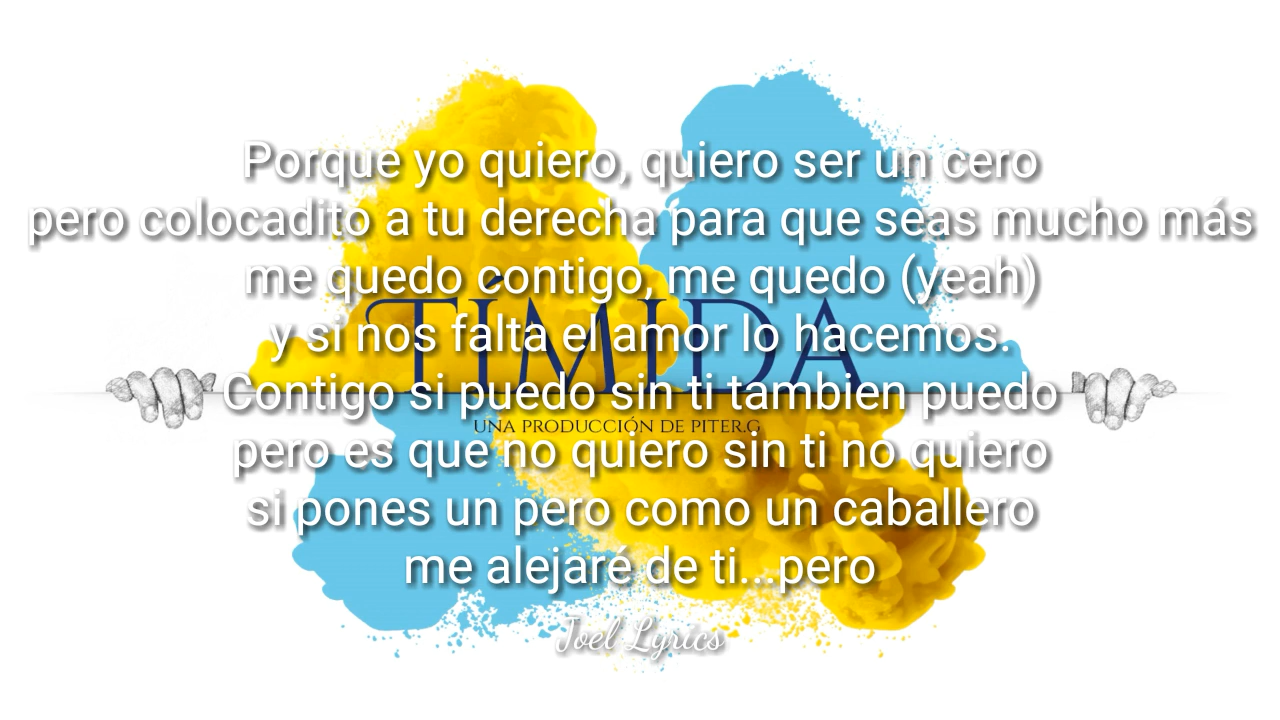 Porque yo quiero, quiero ser un cero
pero colocadito a tu derecha para que seas mucho más
me quedo contigo, me quedo (yeah)
TÍMIDA
y si nos falta el amor lo hacemos.
Contigo si puedo sin ti tambien puedo
UNA PRODUCCIÓN DE PITER.G
pero es que no quiero sin ti no quiero
si pones un pero como un caballero
me alejaré de ti...pero
Joel Lyrics